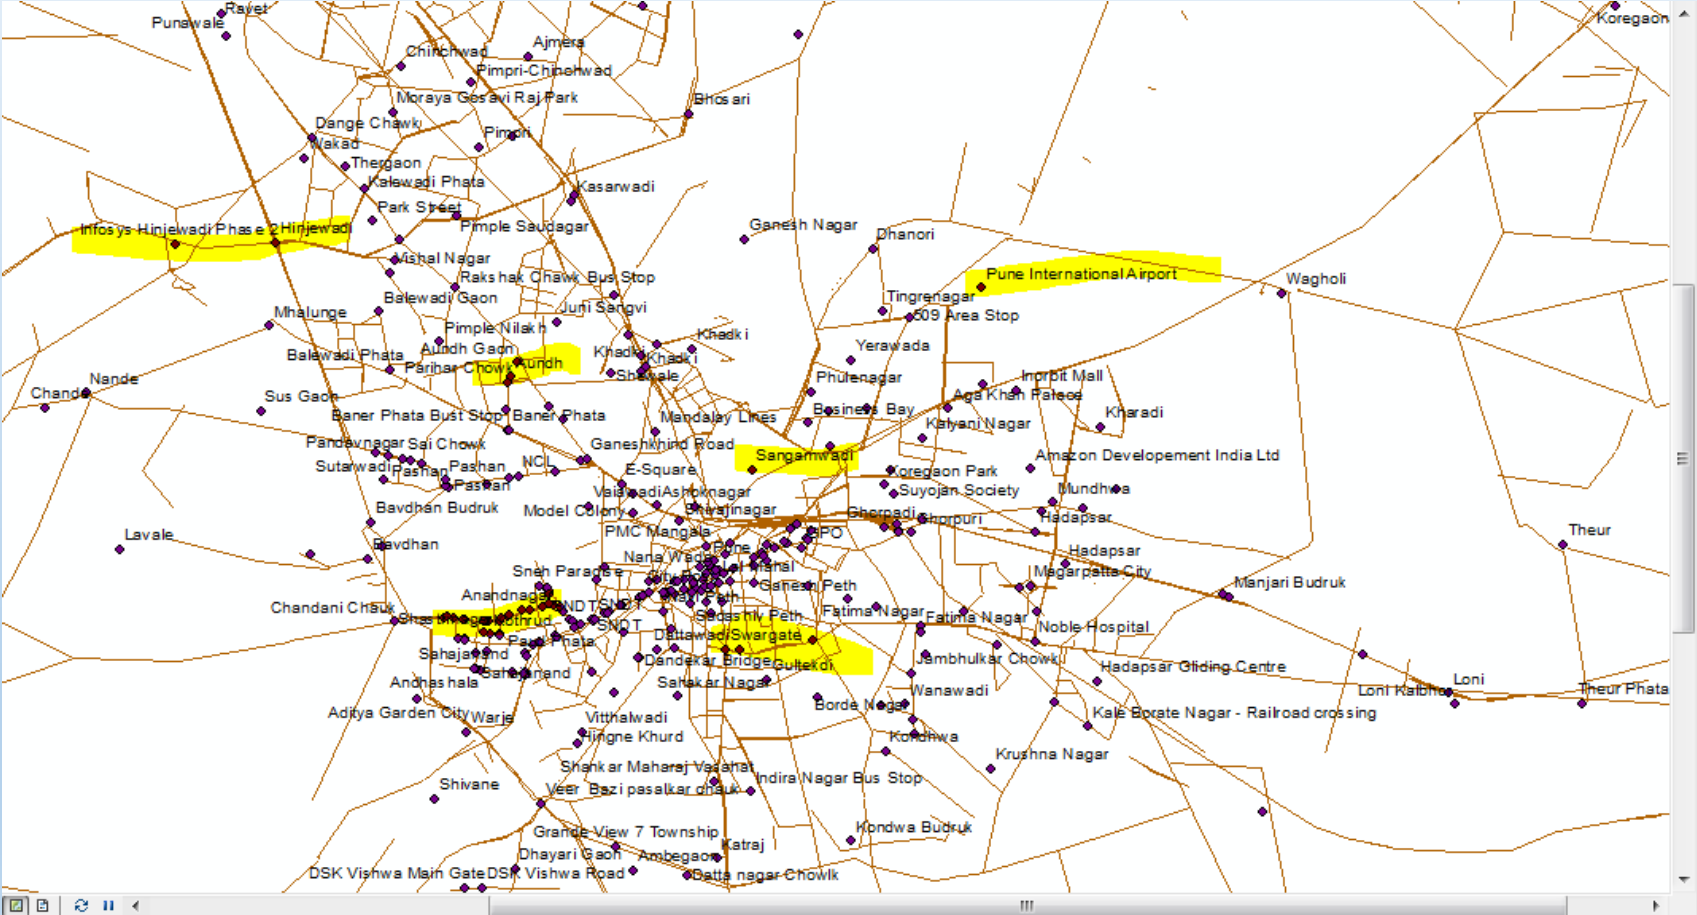 Ravet
Koregaon
Punawale
Ajmera
Chinchwad
Pimpri-Chinchwad
Moraya Gosavi Raj Park
Bhosari
Dange Chawk
Pimpri
Wakad
Thergaon
Kalewadi Phata
Kasarwadi
Park Street
Infosys Hinjewadi Phase 2
Hinjewadi
Pimple Saudagar
Ganesh Nagar
Dhanori
Vishal Nagar
Pune International Airport
Rakshak Chawk Bus Stop
Wagholi
Balewadi Gaon
Tingrenagar
Mhalunge
Juni Sangvi
509 Area Stop
Pimple Nilakh
Khadki
Aundh Gaon
Yerawada
Balewadi Phata
Khadki
Khadki
Parihar Chowk
Aundh
Nande
Shewale
Phulenagar
Inorbit Mall
Chande
Sus Gaon
Aga Khan Palace
Baner Phata Bust Stop
Baner Phata
Mandalay Lines
Business Bay
Kharadi
Kalyani Nagar
Pandavnagar
Sai Chowk
Ganeshkhind Road
Sangamwadi
Amazon Developement India Ltd
Sutarwadi
Pashan
Pashan
NCL
E-Square
Koregaon Park
Pashan
Ashoknagar
Suyojan Society
Mundhwa
Bavdhan Budruk
Model Colony
Shivajinagar
Ghorpadi
Ghorpuri
Hadapsar
Lavale
PMC Mangala
GPO
Theur
Bavdhan
Pune
Hadapsar
Nana Wada
Lal Mahal
Sneh Paradise
Magarpatta City
Ganesh Peth
Manjari Budruk
Anandnagar
Chandani Chauk
SNDT
SNDT
Sadashiv Peth
Fatima Nagar
Fatima Nagar
Kothrud
SNDT
Noble Hospital
Dattawadi
Swargate
Paud Phata
Sahajanand
Dandekar Bridge
Gultekdi
Jambhulkar Chowk
Hadapsar Gliding Centre
Sahajanand
Andhashala
Sahakar Nagar
Wanawadi
Loni
Loni Kalbhor
Theur Phata
Aditya Garden City
Warje
Vitthalwadi
Borde Nagar
Kale Borate Nagar - Railroad crossing
Hingne Khurd
Kondhwa
Krushna Nagar
Shankar Maharaj Vasahat
Indira Nagar Bus Stop
Shivane
Veer Bazi pasalkar chauk
Grande View 7 Township
Kondwa Budruk
Katraj
Dhayari Gaon
Ambegaon
DSK Vishwa Main Gate
DSK Vishwa Road
Datta nagar Chowlk